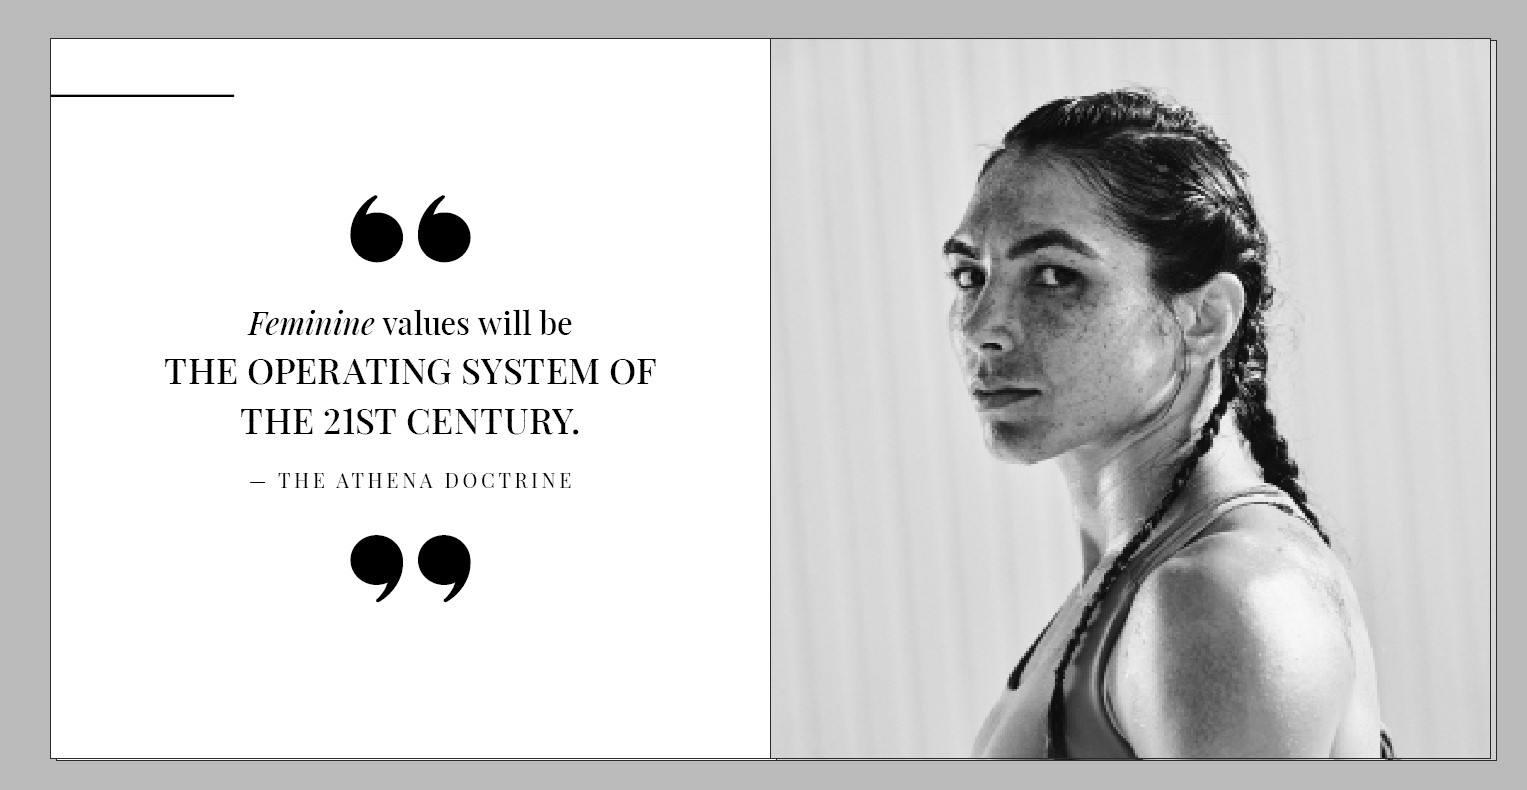 “
Feminine values will be
THE OPERATING SYSTEM OF
THE 21ST CENTURY.
— THE ATHENA DOCTRINE
”